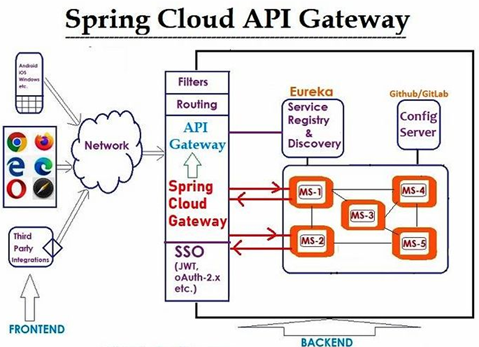 Spring Cloud API Gateway
Android
iOS
Windows
etc.
Network
Third
Party
Integrations
FRONTEND
Filters
Routing
API
Gateway
Spring
Cloud
Gateway
SSO
(JWT,
oAuth-2.x
etc.)
Eureka
Service
Registry
&
Discovery
Github/GitLab
Config
Server
MS-1
MS-4
MS-3
MS-2
MS-5
BACKEND